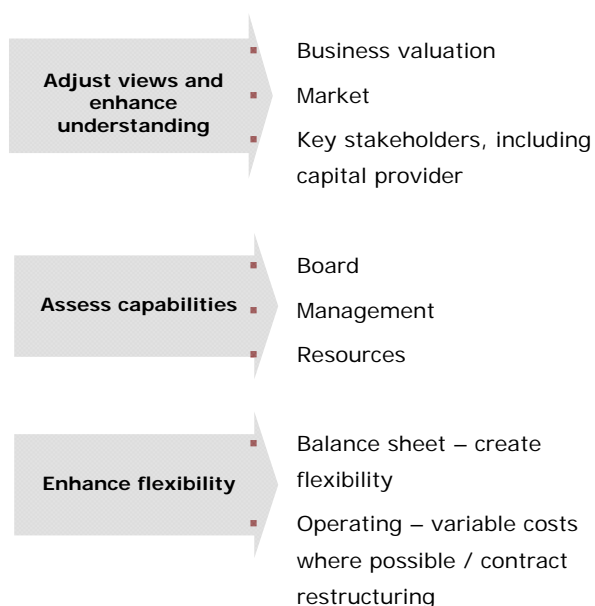 Adjust views and
enhance
understanding
▪ Business valuation
▪ Market
▪ Key stakeholders, including
capital provider
Assess capabilities
▪ Board
▪ Management
▪ Resources
Enhance flexibility
▪ Balance sheet – create
flexibility
▪ Operating – variable costs
where possible / contract
restructuring